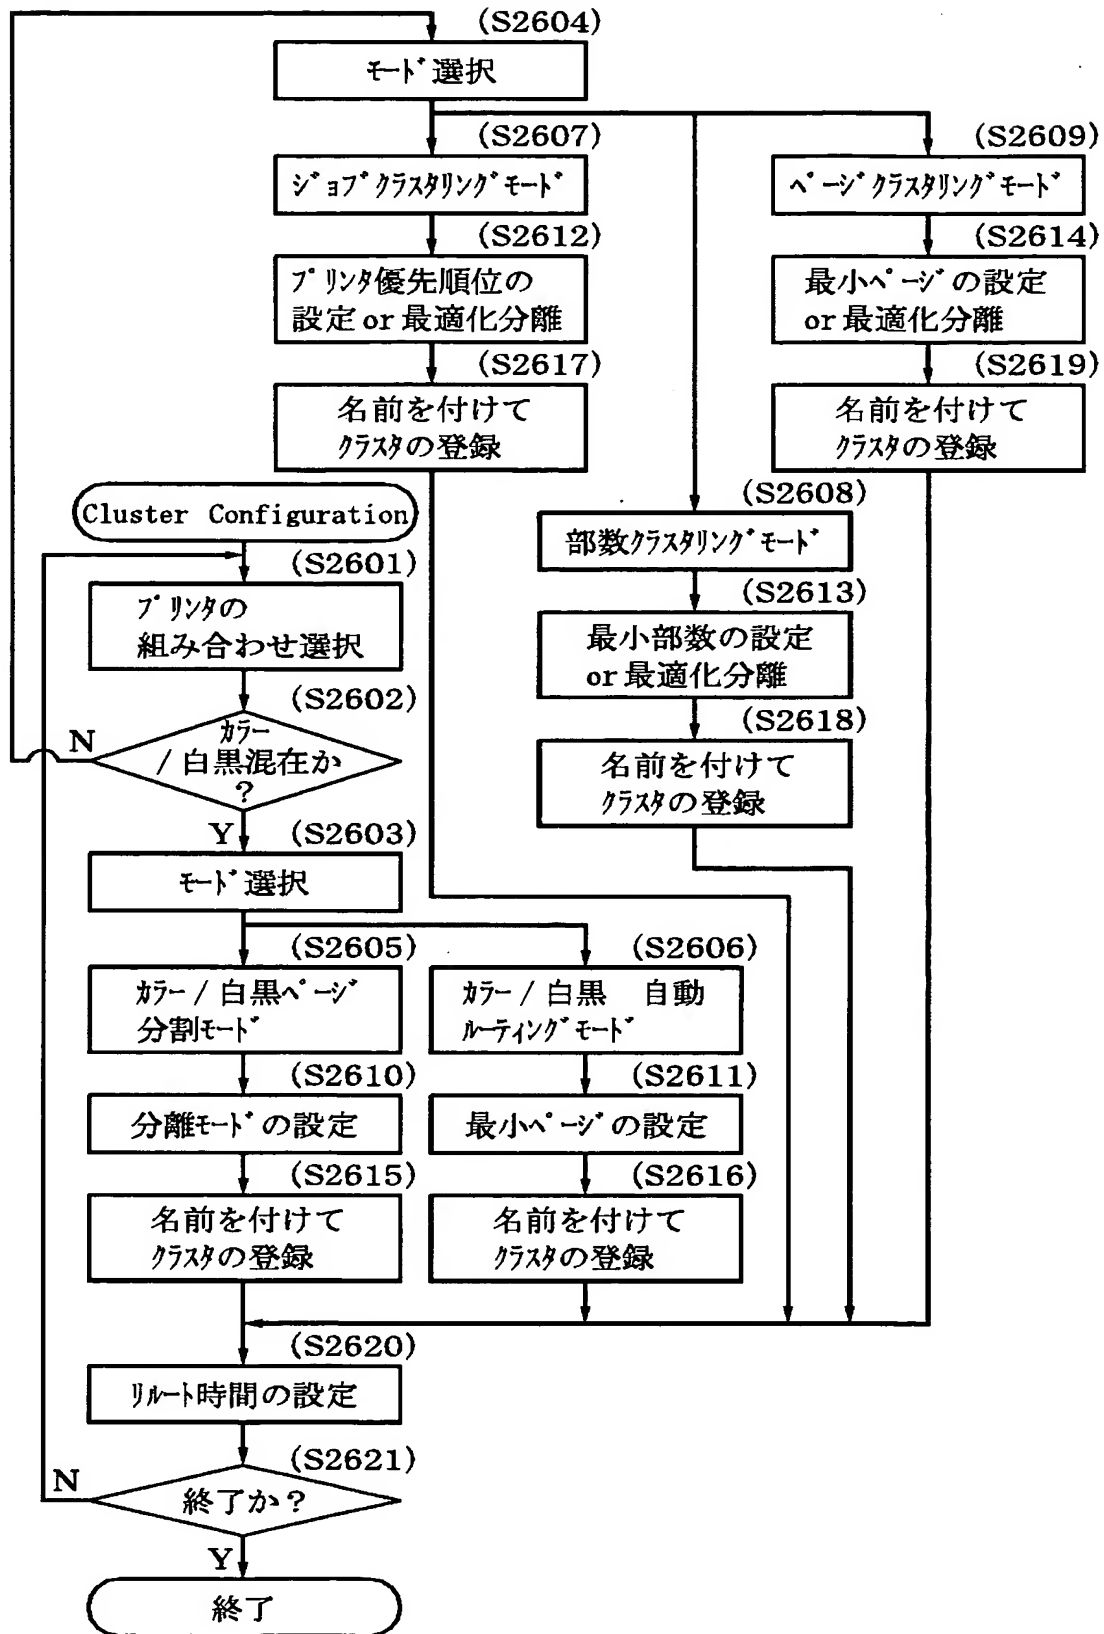 (S2604)
モード選択
(S2607)
ジョブクラスタリングモード
(S2609)
ページクラスタリングモード
(S2612)
プリンタ優先順位の
設定or最適化分離
(S2614)
最小ページの設定
or最適化分離
(S2617)
名前を付けて
クラスタの登録
(S2619)
名前を付けて
クラスタの登録
Cluster Configuration
(S2608)
部数クラスタリングモード
(S2601)
プリンタの
組み合わせ選択
(S2613)
最小部数の設定
or最適化分離
(S2602)
カラー
/白黒混在か
?
N
(S2618)
名前を付けて
クラスタの登録
Y
(S2603)
モード選択
(S2605)
カラー/白黒ページ
分割モード
(S2606)
カラー/白黒 自動
ルーティングモード
(S2610)
分離モードの設定
(S2611)
最小ページの設定
(S2615)
名前を付けて
クラスタの登録
(S2616)
名前を付けて
クラスタの登録
(S2620)
リルート時間の設定
(S2621)
終了か?
N
Y
終了